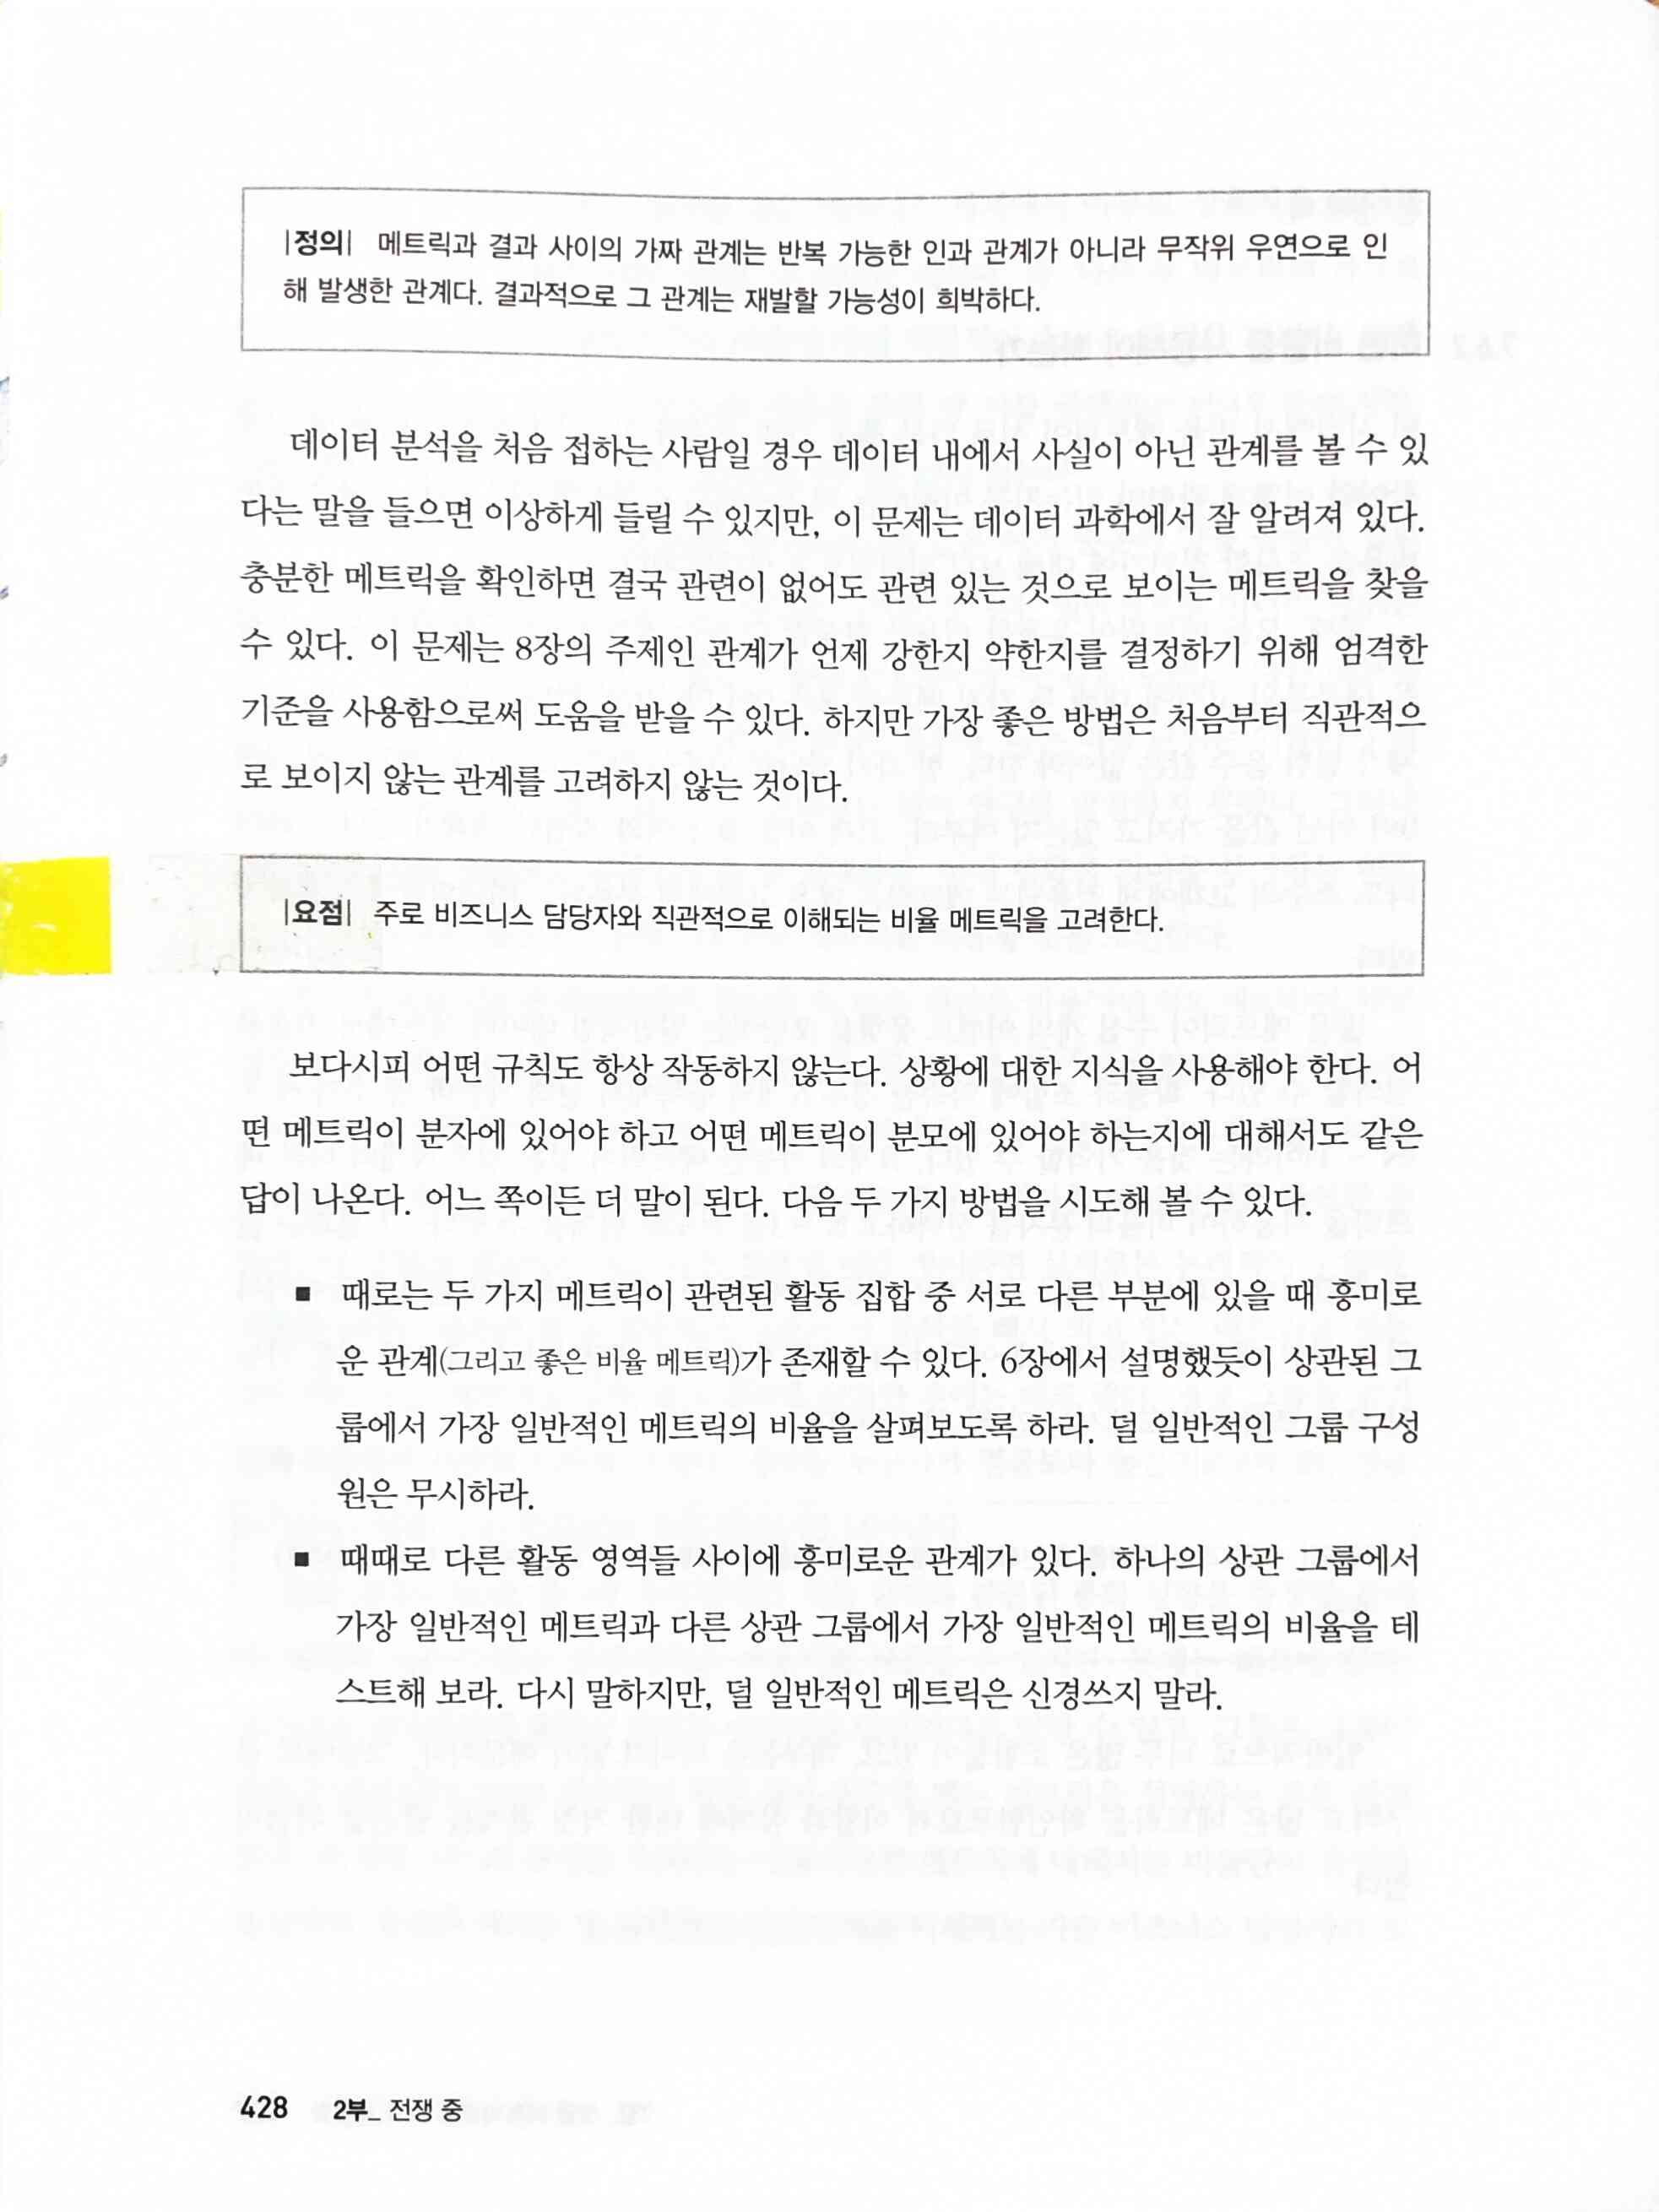 |정의| 메트릭과 결과 사이의 가짜 관계는 반복 가능한 인과 관계가 아니라 무작위 우연으로 인
해 발생한 관계다. 결과적으로 그 관계는 재발할 가능성이 희박하다.
데이터 분석을 처음 접하는 사람일 경우 데이터 내에서 사실이 아닌 관계를 볼 수 있
다는 말을 들으면 이상하게 들릴 수 있지만, 이 문제는 데이터 과학에서 잘 알려져 있다.
충분한 메트릭을 확인하면 결국 관련이 없어도 관련 있는 것으로 보이는 메트릭을 찾을
수 있다. 이 문제는 8장의 주제인 관계가 언제 강한지 약한지를 결정하기 위해 엄격한
기준을 사용함으로써 도움을 받을 수 있다. 하지만 가장 좋은 방법은 처음부터 직관적으
로 보이지 않는 관계를 고려하지 않는 것이다.
|요점| 주로 비즈니스 담당자와 직관적으로 이해되는 비율 메트릭을 고려한다.
보다시피 어떤 규칙도 항상 작동하지 않는다. 상황에 대한 지식을 사용해야 한다. 어
떤 메트릭이 분자에 있어야 하고 어떤 메트릭이 분모에 있어야 하는지에 대해서도 같은
답이 나온다. 어느 쪽이든 더 말이 된다. 다음 두 가지 방법을 시도해 볼 수 있다.
■ 때로는 두 가지 메트릭이 관련된 활동 집합 중 서로 다른 부분에 있을 때 흥미로
운 관계(그리고 좋은 비율 메트릭)가 존재할 수 있다. 6장에서 설명했듯이 상관된 그
룹에서 가장 일반적인 메트릭의 비율을 살펴보도록 하라. 덜 일반적인 그룹 구성
원은 무시하라.
■ 때때로 다른 활동 영역들 사이에 흥미로운 관계가 있다. 하나의 상관 그룹에서
가장 일반적인 메트릭과 다른 상관 그룹에서 가장 일반적인 메트릭의 비율을 테
스트해 보라. 다시 말하지만, 덜 일반적인 메트릭은 신경쓰지 말라.
428 2부_ 전쟁 중